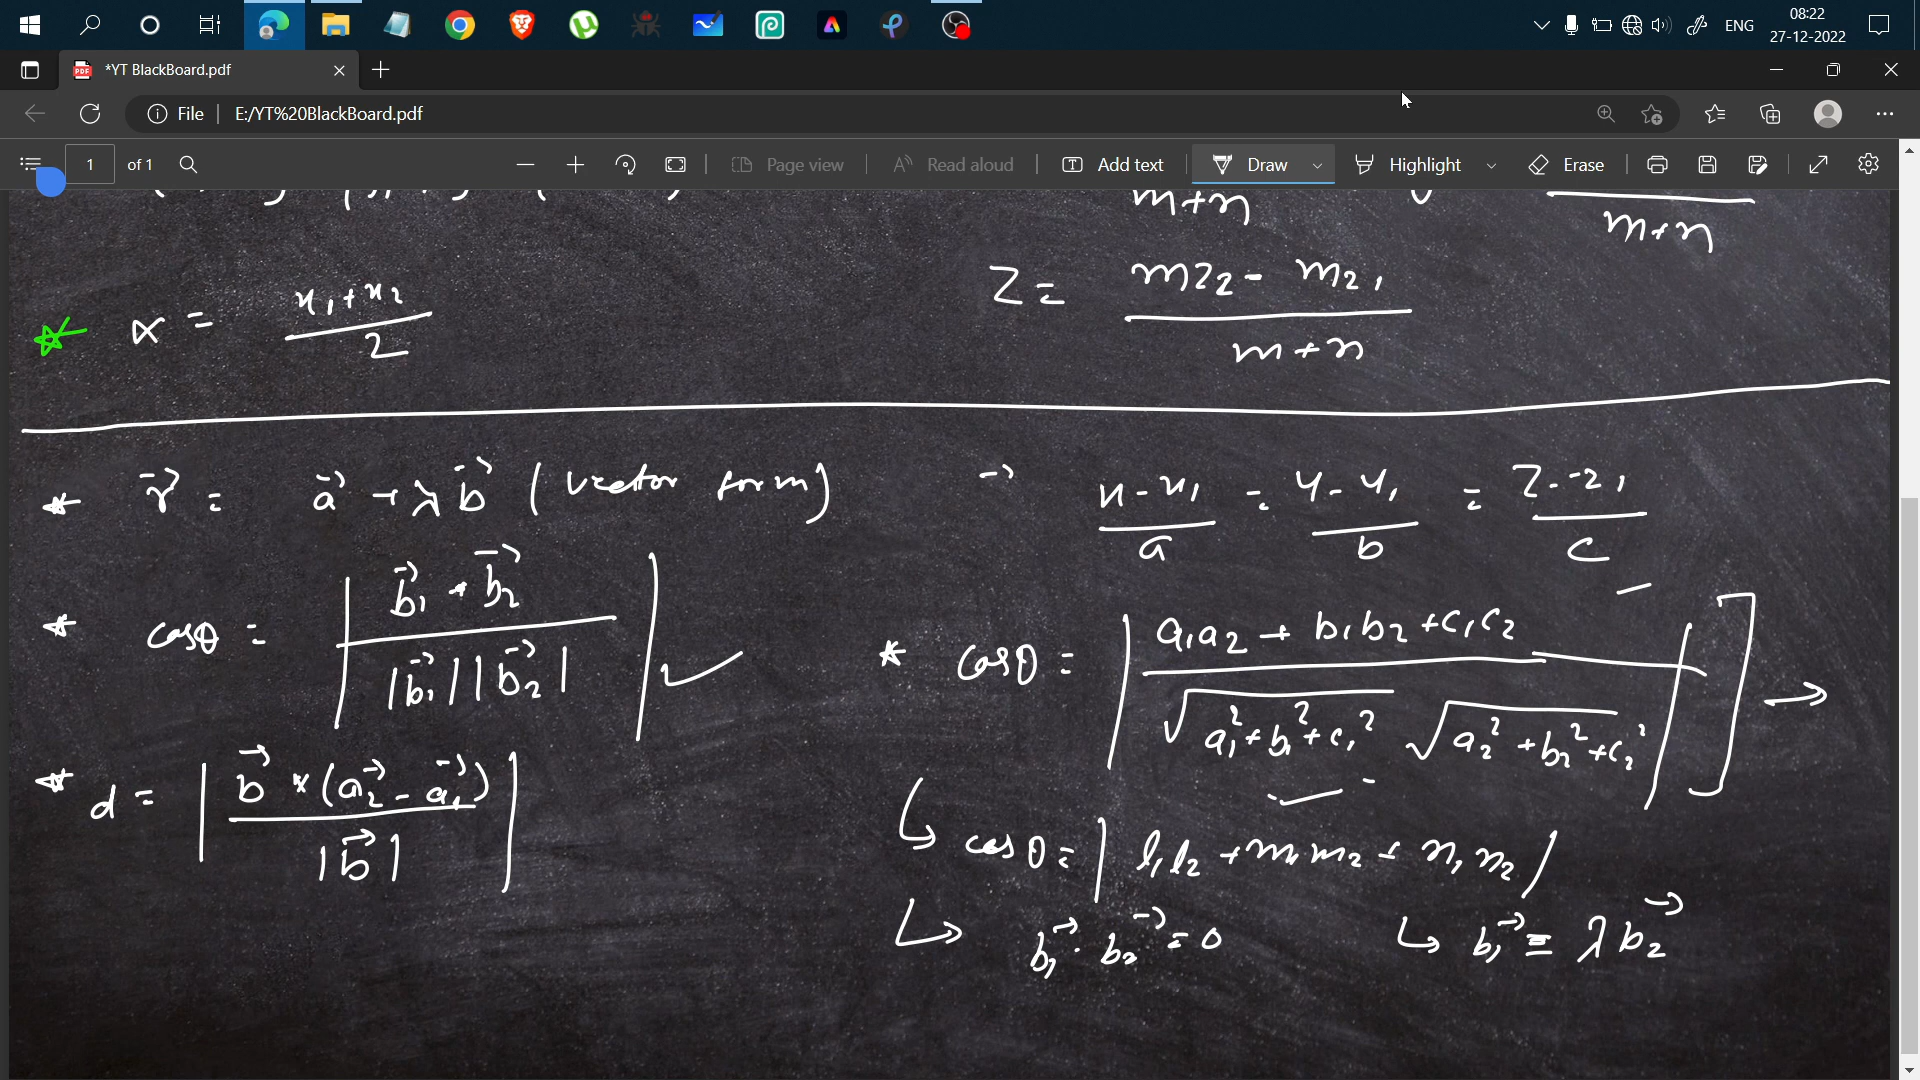 ENG
08:22
27-12-2022
*YT BlackBoard.pdf
File
E:/YT%20BlackBoard.pdf
1 of 1
Page view
Read aloud
Add text
Draw
Highlight
Erase
m+n
m+n
Z = mZ2 - mz1 / m+n
α = x1+x2 / 2
r⃗ = a⃗ + λb⃗ (vector form)
→ x-x1 / a = y-y1 / b = z-z1 / c
cosθ = | b⃗1 · b⃗2 / |b⃗1||b⃗2| |
cosθ = | a1a2 + b1b2 + c1c2 / √a1²+b1²+c1² √a2²+b2²+c2² | ] →
d = | b⃗ × (a⃗2 - a⃗1) / |b⃗| |
cosθ = | l1l2 + m1m2 + n1n2 |
b⃗1 · b⃗2 = 0
b⃗1 = λb⃗2